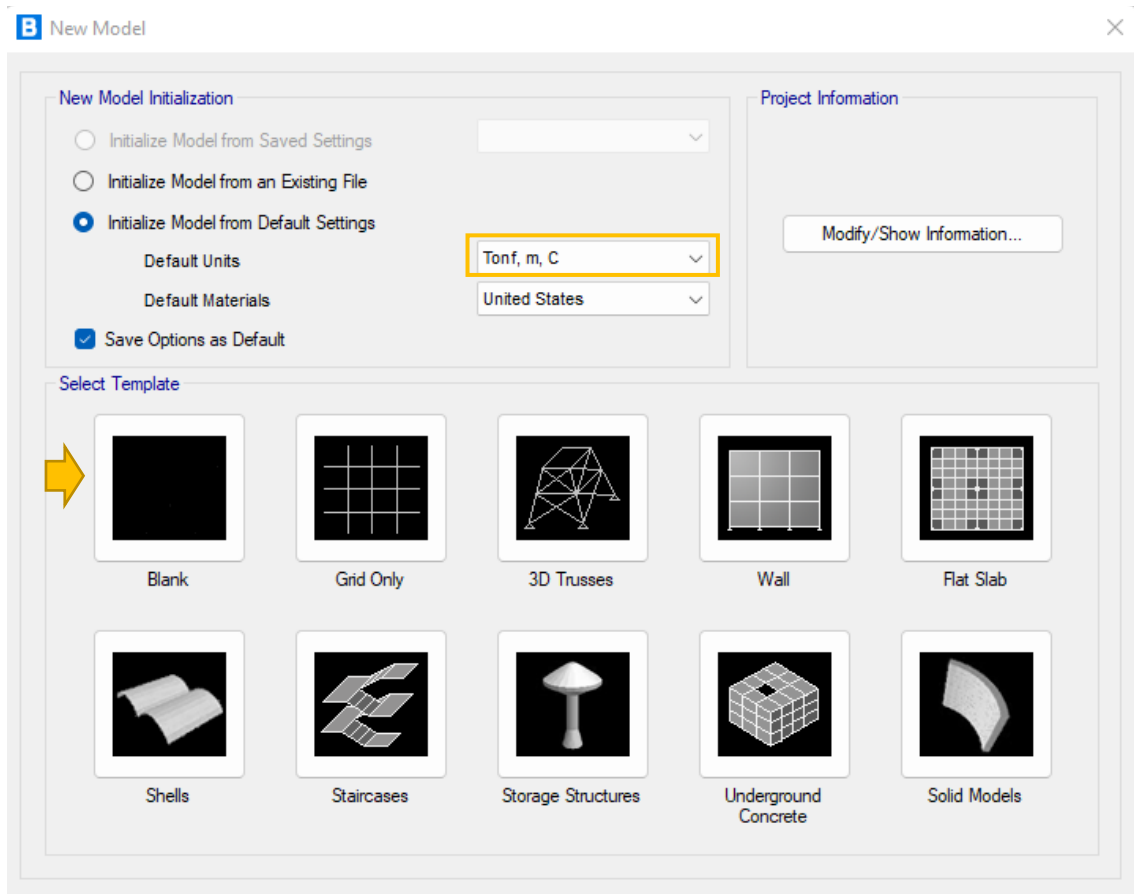 B New Model
New Model Initialization
Initialize Model from Saved Settings
Initialize Model from an Existing File
Initialize Model from Default Settings
Default Units
Tonf, m, C
Default Materials
United States
Save Options as Default
Project Information
Modify/Show Information...
Select Template
Blank
Grid Only
3D Trusses
Wall
Flat Slab
Shells
Staircases
Storage Structures
Underground
Concrete
Solid Models